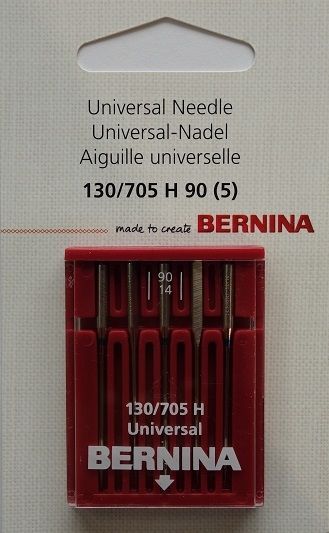 Universal Needle
Universal-Nadel
Aiguille universelle
130/705 H 90 (5)
made to create BERNINA
90
14
130/705 H
Universal
BERNINA